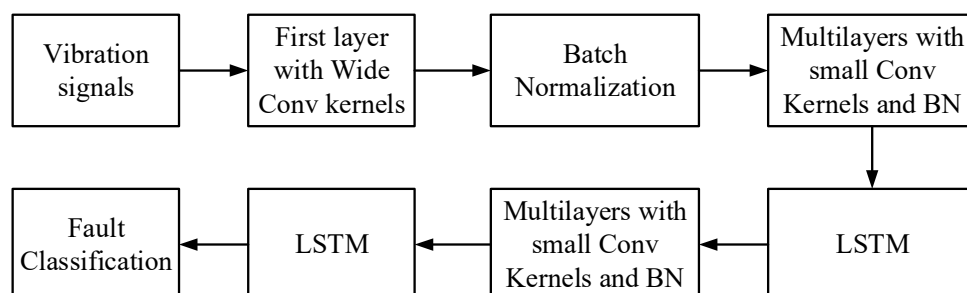 Vibration
signals
First layer
with Wide
Conv kernels
Batch
Normalization
Multilayers with
small Conv
Kernels and BN
LSTM
Multilayers with
small Conv
Kernels and BN
LSTM
Fault
Classification